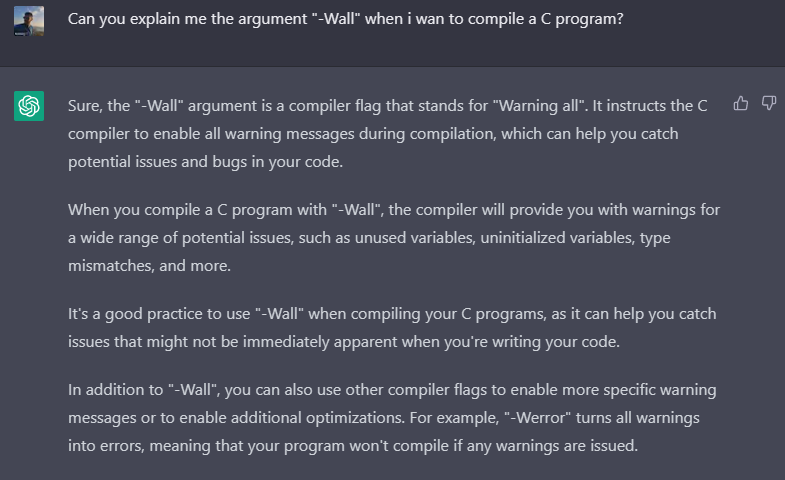 Can you explain me the argument "-Wall" when i wan to compile a C program?
Sure, the "-Wall" argument is a compiler flag that stands for "Warning all". It instructs the C
compiler to enable all warning messages during compilation, which can help you catch
potential issues and bugs in your code.
When you compile a C program with "-Wall", the compiler will provide you with warnings for
a wide range of potential issues, such as unused variables, uninitialized variables, type
mismatches, and more.
It's a good practice to use "-Wall" when compiling your C programs, as it can help you catch
issues that might not be immediately apparent when you're writing your code.
In addition to "-Wall", you can also use other compiler flags to enable more specific warning
messages or to enable additional optimizations. For example, "-Werror" turns all warnings
into errors, meaning that your program won't compile if any warnings are issued.